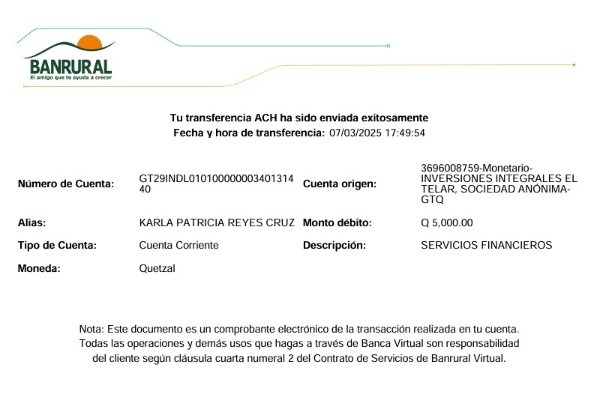 BANRURAL
El amigo que te ayuda a crecer
Tu transferencia ACH ha sido enviada exitosamente
Fecha y hora de transferencia: 07/03/2025 17:49:54
Número de Cuenta: GT29INDL010100000003401314
40
Cuenta origen: 3696008759-Monetario-
INVERSIONES INTEGRALES EL
TELAR, SOCIEDAD ANÓNIMA-
GTQ
Alias: KARLA PATRICIA REYES CRUZ Monto débito: Q 5,000.00
Tipo de Cuenta: Cuenta Corriente Descripción: SERVICIOS FINANCIEROS
Moneda: Quetzal
Nota: Este documento es un comprobante electrónico de la transacción realizada en tu cuenta.
Todas las operaciones y demás usos que hagas a través de Banca Virtual son responsabilidad
del cliente según cláusula cuarta numeral 2 del Contrato de Servicios de Banrural Virtual.